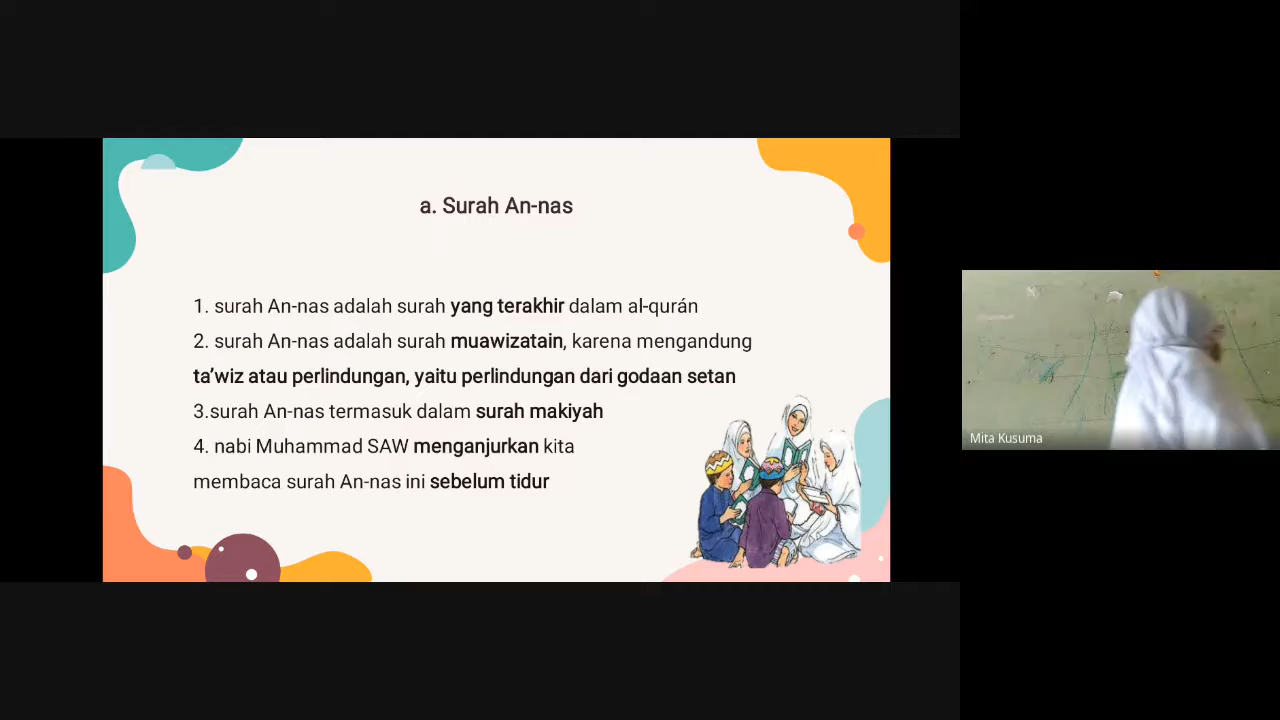 a. Surah An-nas
1. surah An-nas adalah surah yang terakhir dalam al-qurán
2. surah An-nas adalah surah muawizatain, karena mengandung
ta’wiz atau perlindungan, yaitu perlindungan dari godaan setan
3.surah An-nas termasuk dalam surah makiyah
4. nabi Muhammad SAW menganjurkan kita
membaca surah An-nas ini sebelum tidur
Mita Kusuma